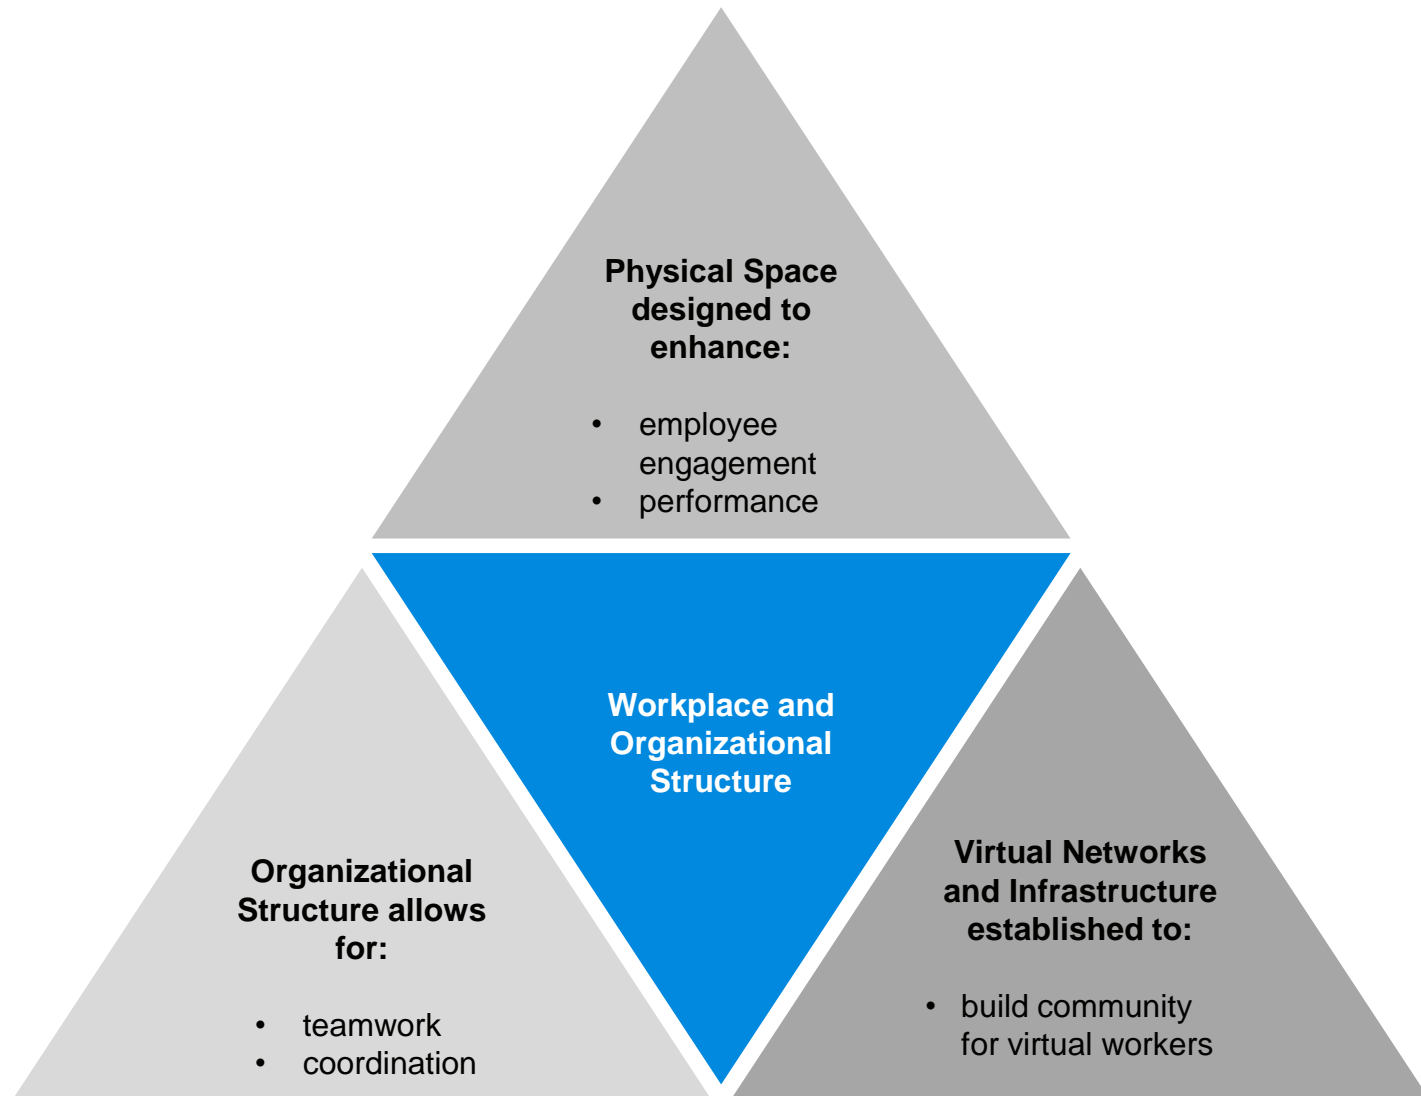 Physical Space
designed to
enhance:
• employee
engagement
• performance
Workplace and
Organizational
Structure
Organizational
Structure allows
for:
• teamwork
• coordination
Virtual Networks
and Infrastructure
established to:
• build community
for virtual workers